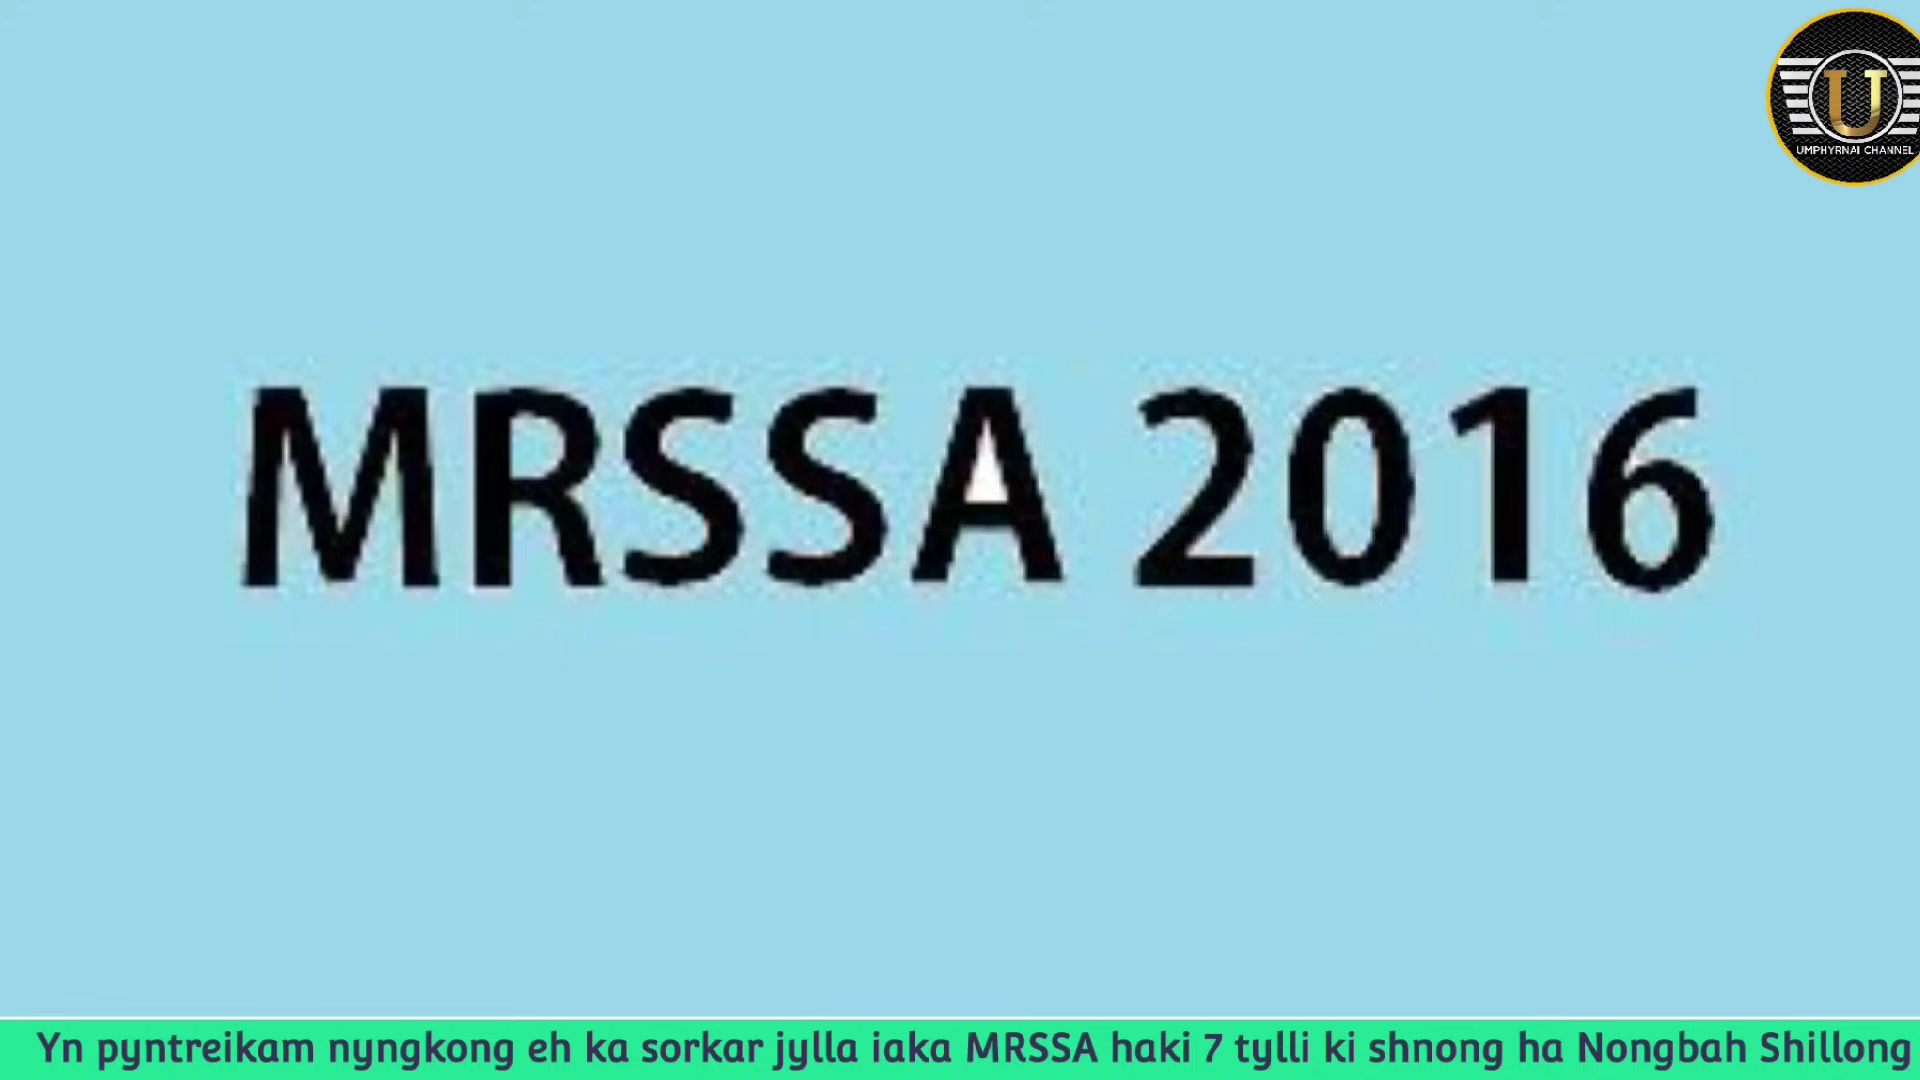 U
UMPHYRNAI CHANNEL
MRSSA 2016
Yn pyntreikam nyngkong eh ka sorkar jylla iaka MRSSA haki 7 tylli ki shnong ha Nongbah Shillong